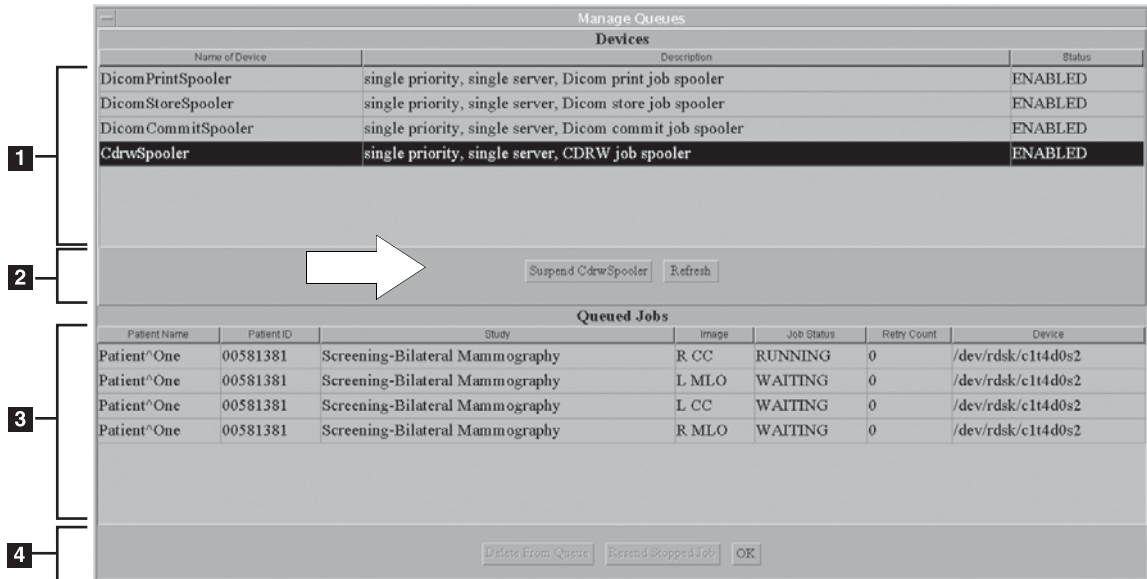 Manage Queues
Devices
Name of Device Description Status
DicomPrintSpooler single priority, single server, Dicom print job spooler ENABLED
DicomStoreSpooler single priority, single server, Dicom store job spooler ENABLED
DicomCommitSpooler single priority, single server, Dicom commit job spooler ENABLED
1
CdrwSpooler single priority, single server, CDRW job spooler ENABLED
2
Suspend CdrwSpooler Refresh
Queued Jobs
Patient Name Patient ID Study Image Job Status Retry Count Device
Patient^One 00581381 Screening-Bilateral Mammography R CC RUNNING 0 /dev/rdsk/c1t4d0s2
Patient^One 00581381 Screening-Bilateral Mammography L MLO WAITING 0 /dev/rdsk/c1t4d0s2
Patient^One 00581381 Screening-Bilateral Mammography L CC WAITING 0 /dev/rdsk/c1t4d0s2
3
Patient^One 00581381 Screening-Bilateral Mammography R MLO WAITING 0 /dev/rdsk/c1t4d0s2
4
Delete From Queue Resend Stopped Job OK